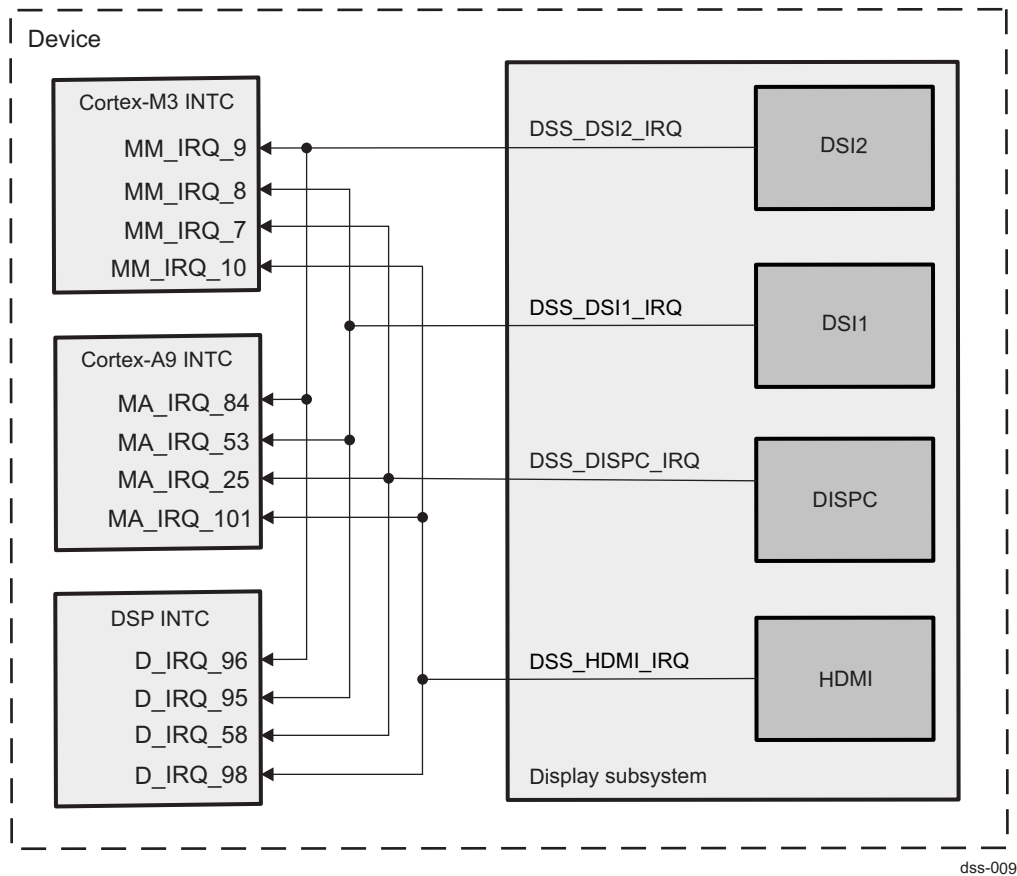 Device
Cortex-M3 INTC
MM_IRQ_9
MM_IRQ_8
MM_IRQ_7
MM_IRQ_10
Cortex-A9 INTC
MA_IRQ_84
MA_IRQ_53
MA_IRQ_25
MA_IRQ_101
DSP INTC
D_IRQ_96
D_IRQ_95
D_IRQ_58
D_IRQ_98
DSS_DSI2_IRQ
DSI2
DSS_DSI1_IRQ
DSI1
DSS_DISPC_IRQ
DISPC
DSS_HDMI_IRQ
HDMI
Display subsystem
dss-009